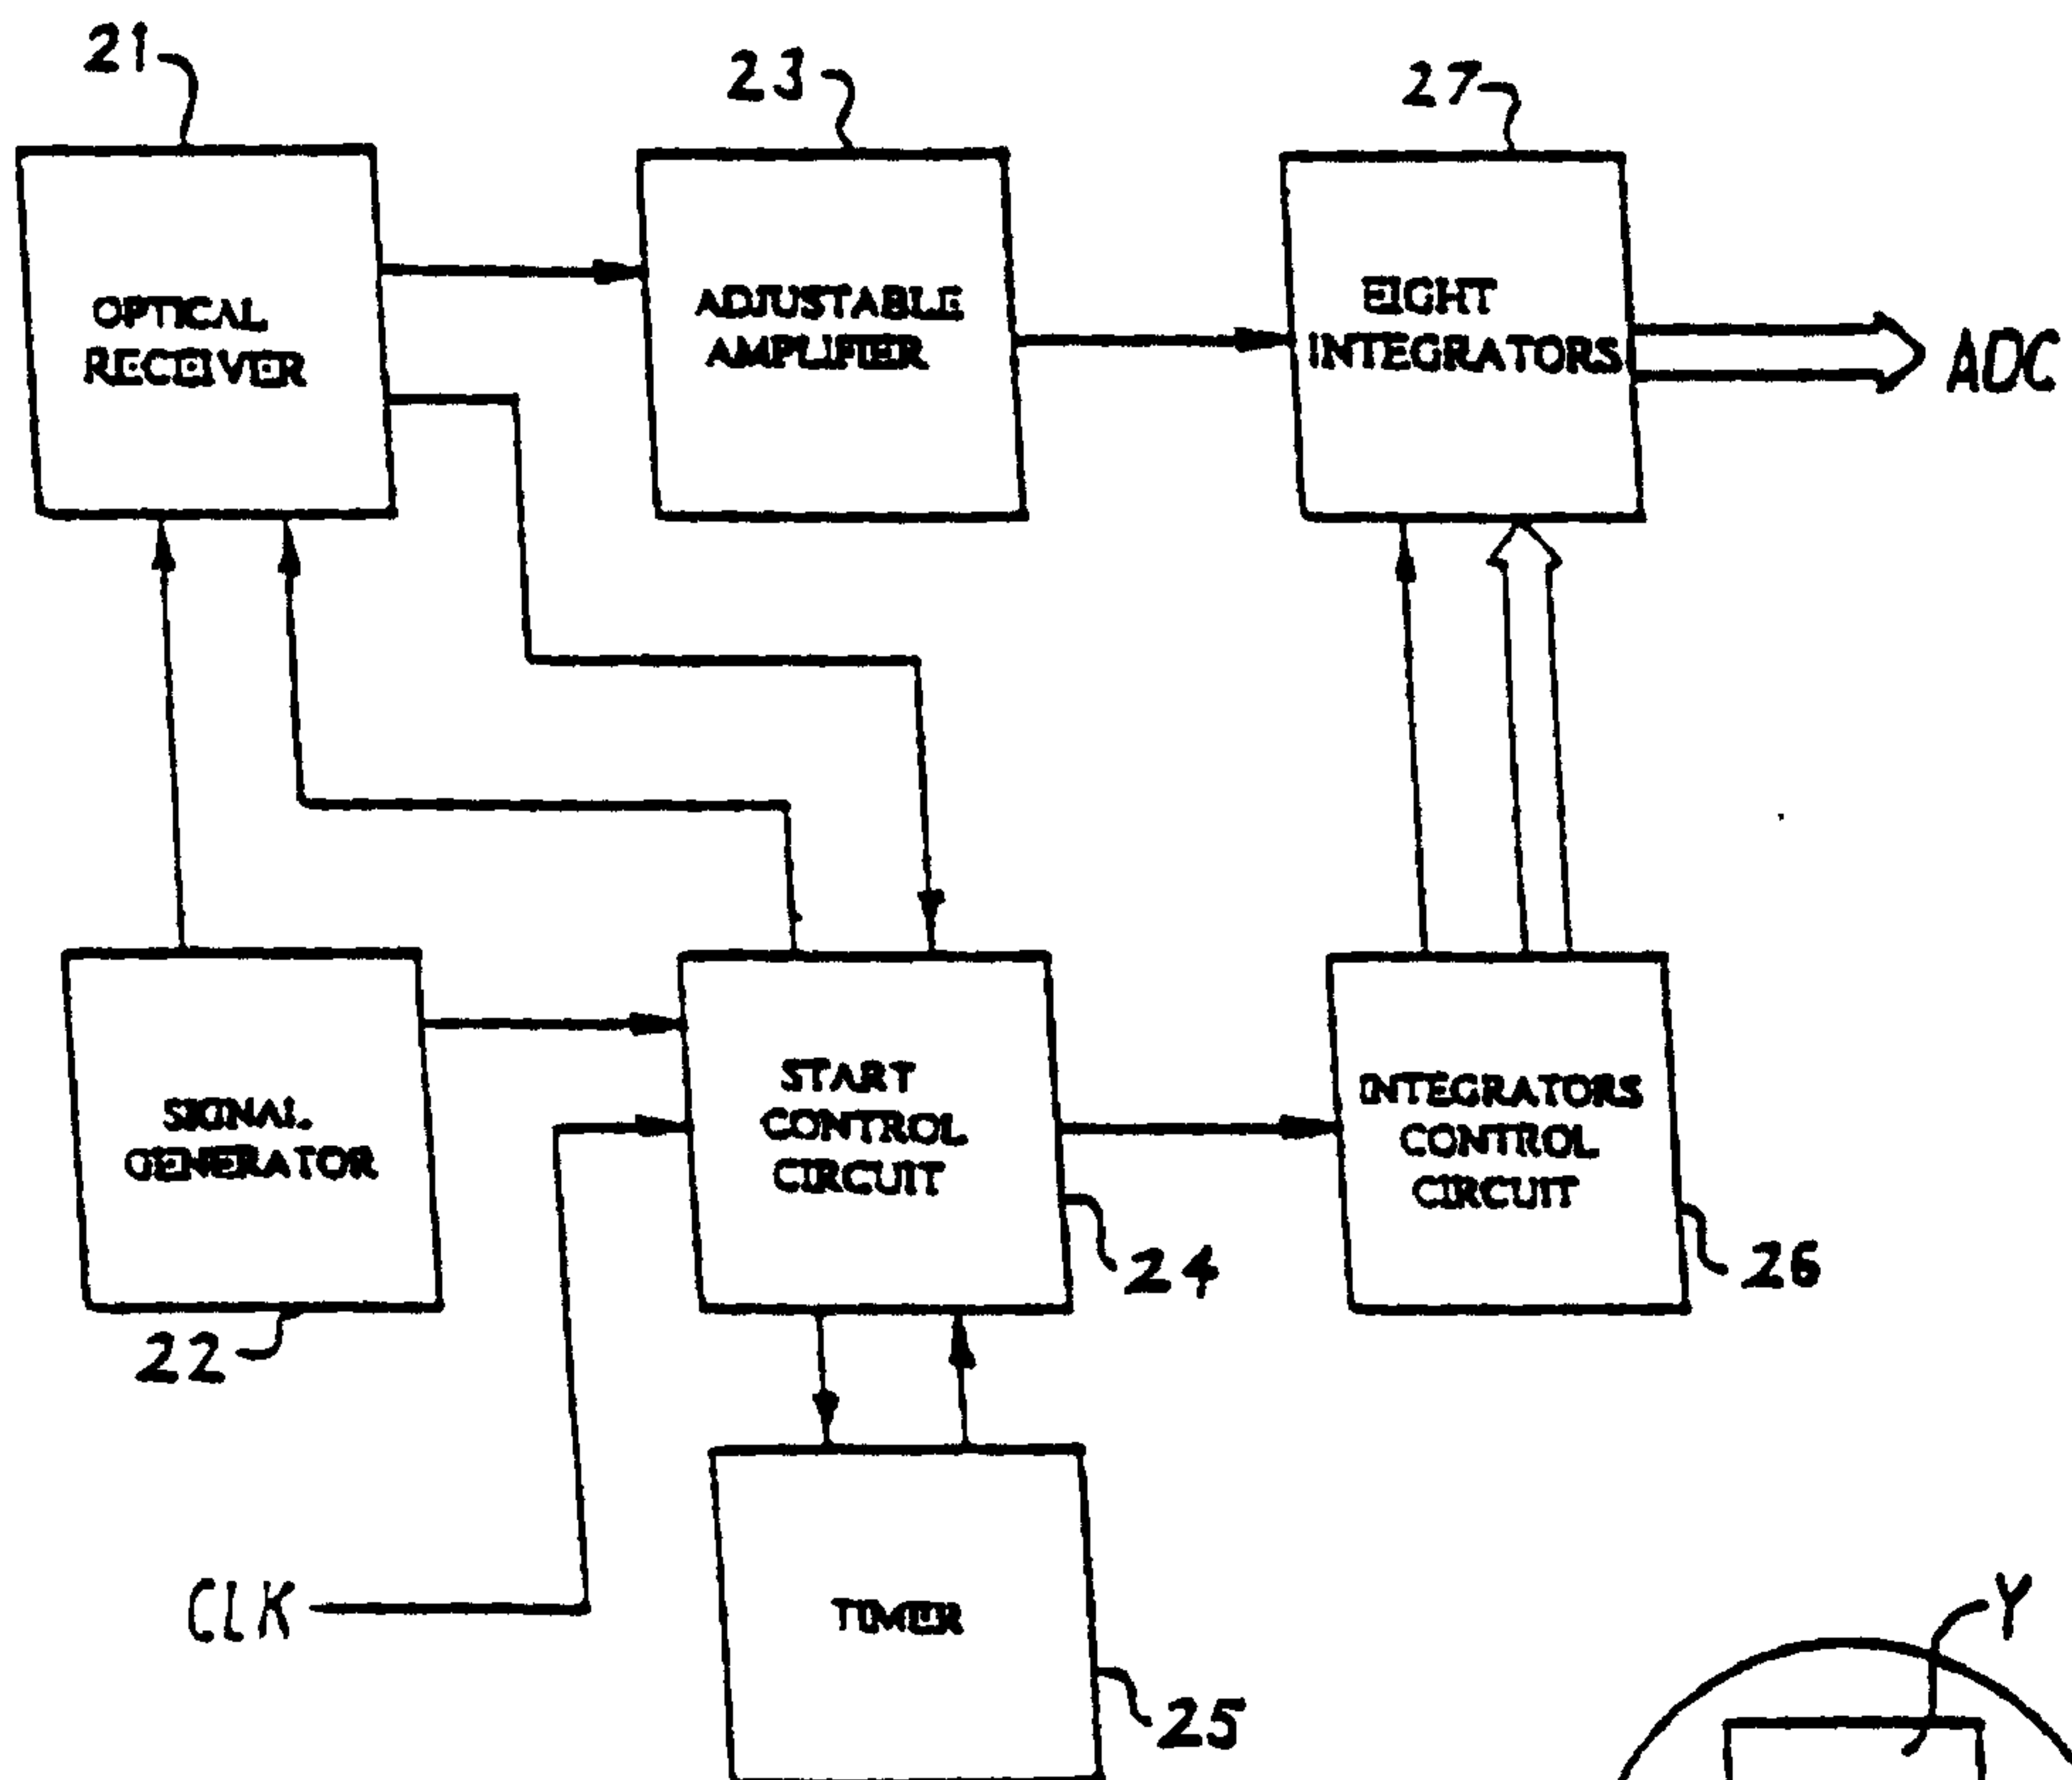 21
23
27
OPTICAL
RECEIVER
ADJUSTABLE
AMPLIFIER
EIGHT
INTEGRATORS
ADC
SIGNAL
GENERATOR
START
CONTROL
CIRCUIT
INTEGRATORS
CONTROL
CIRCUIT
24
26
22
CLK
TIMER
25
Y